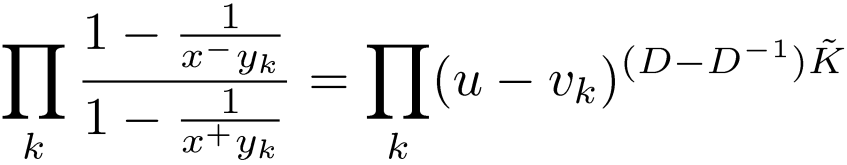 \prod_k \frac{1 - \frac{1}{x^- y_k}}{1 - \frac{1}{x^+ y_k}} = \prod_k (u - v_k)^{(D - D^{-1})\tilde{K}}